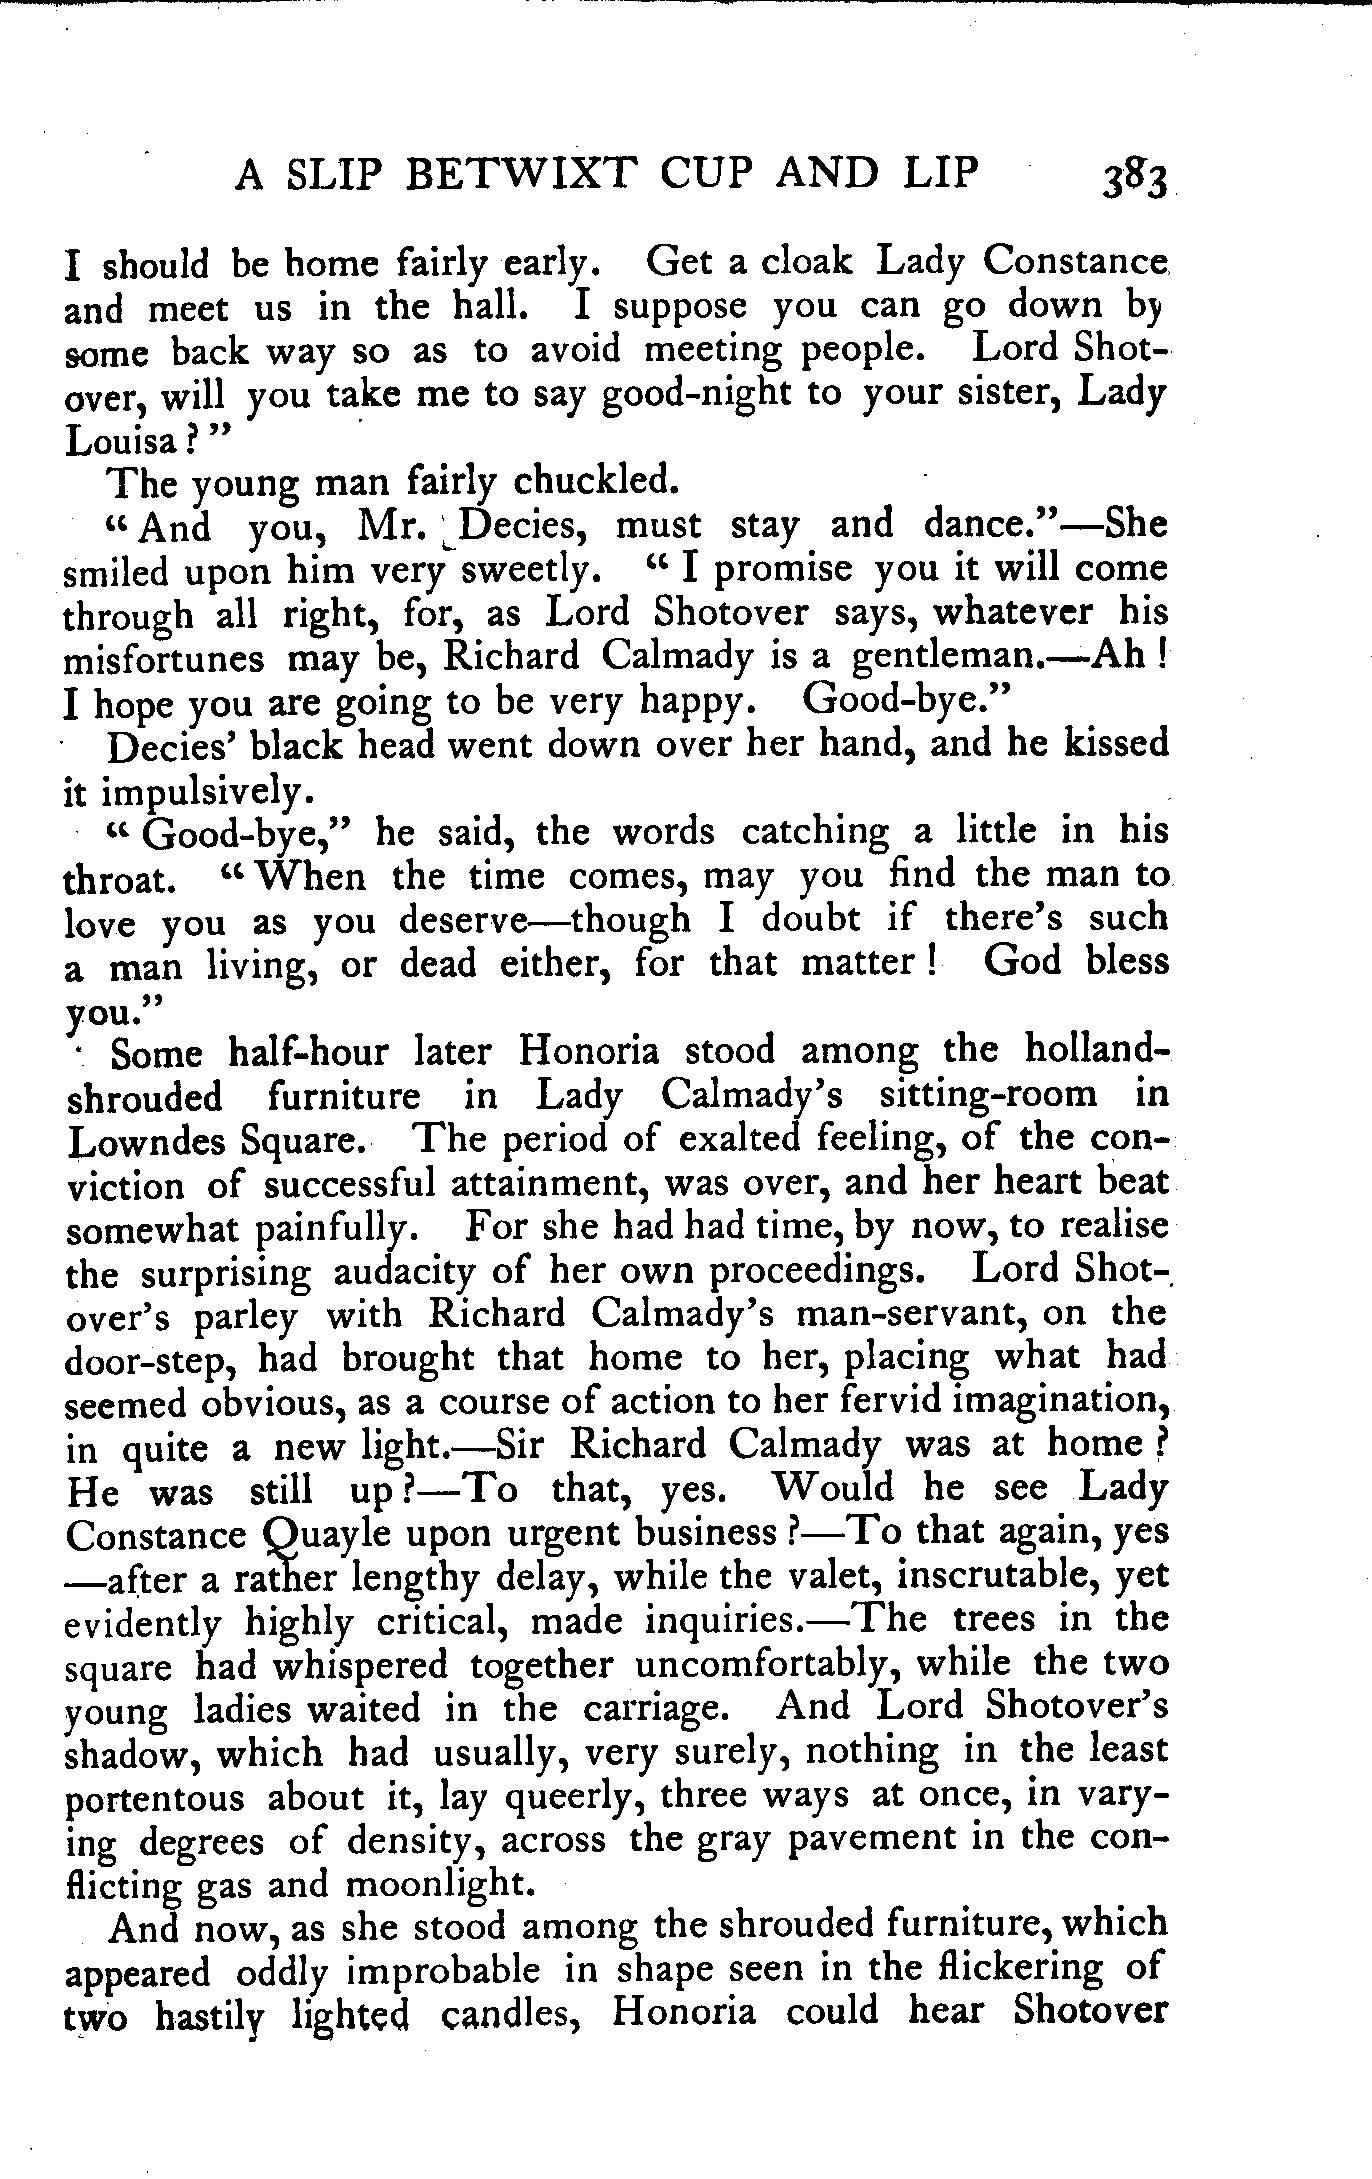 A SLIP BETWIXT CUP AND LIP 383
I should be home fairly early. Get a cloak Lady Constance
and meet us in the hall. I suppose you can go down by
some back way so as to avoid meeting people. Lord Shot-
over, will you take me to say good-night to your sister, Lady
Louisa?"
The young man fairly chuckled.
"And you, Mr. Decies, must stay and dance."—She
smiled upon him very sweetly. "I promise you it will come
through all right, for, as Lord Shotover says, whatever his
misfortunes may be, Richard Calmady is a gentleman.—Ah!
I hope you are going to be very happy. Good-bye."
Decies' black head went down over her hand, and he kissed
it impulsively.
"Good-bye," he said, the words catching a little in his
throat. "When the time comes, may you find the man to
love you as you deserve—though I doubt if there's such
a man living, or dead either, for that matter! God bless
you."
Some half-hour later Honoria stood among the holland-
shrouded furniture in Lady Calmady's sitting-room in
Lowndes Square. The period of exalted feeling, of the con-
viction of successful attainment, was over, and her heart beat
somewhat painfully. For she had had time, by now, to realise
the surprising audacity of her own proceedings. Lord Shot-
over's parley with Richard Calmady's man-servant, on the
door-step, had brought that home to her, placing what had
seemed obvious, as a course of action to her fervid imagination,
in quite a new light.—Sir Richard Calmady was at home?
He was still up?—To that, yes. Would he see Lady
Constance Quayle upon urgent business?—To that again, yes
—after a rather lengthy delay, while the valet, inscrutable, yet
evidently highly critical, made inquiries.—The trees in the
square had whispered together uncomfortably, while the two
young ladies waited in the carriage. And Lord Shotover's
shadow, which had usually, very surely, nothing in the least
portentous about it, lay queerly, three ways at once, in vary-
ing degrees of density, across the gray pavement in the con-
flicting gas and moonlight.
And now, as she stood among the shrouded furniture, which
appeared oddly improbable in shape seen in the flickering of
two hastily lighted candles, Honoria could hear Shotover